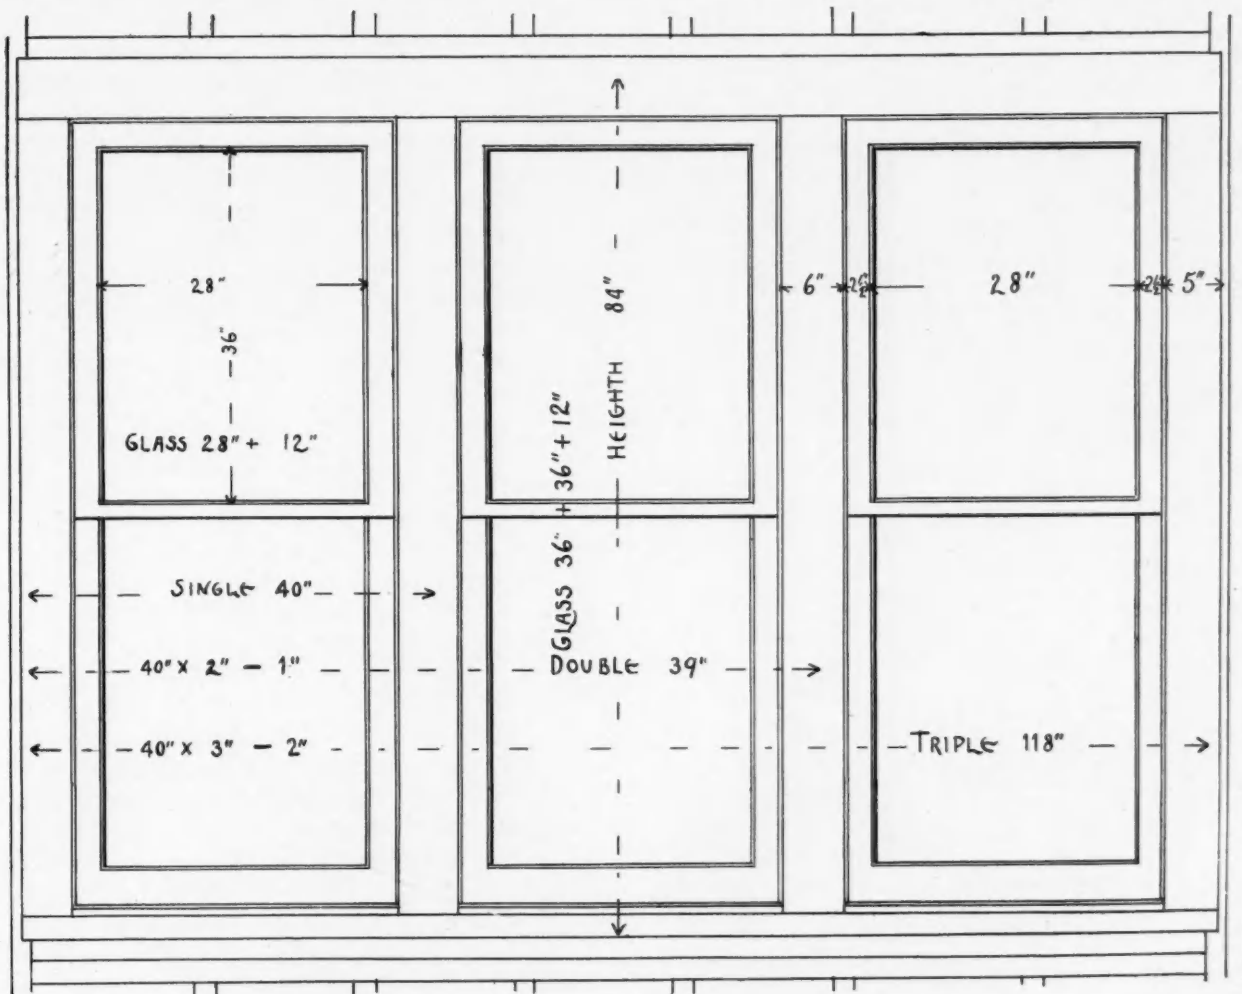 28"
36"
GLASS 28" + 12"
GLASS 36" + 36" + 12"
HEIGHTH 84"
6"
2½"
28"
2½"
5"
SINGLE 40"
40" X 2" - 1"
DOUBLE 39"
40" X 3" - 2"
TRIPLE 118"